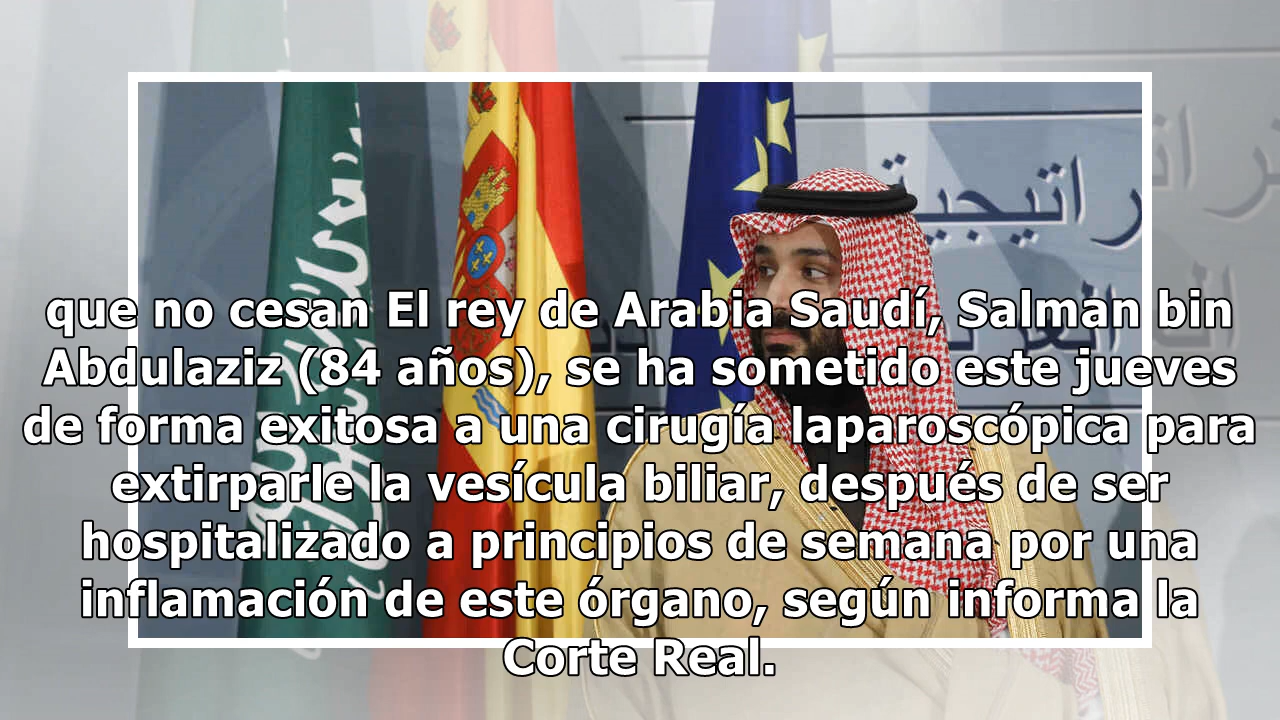 que no cesan El rey de Arabia Saudí, Salman bin
Abdulaziz (84 años), se ha sometido este jueves
de forma exitosa a una cirugía laparoscópica para
extirparle la vesícula biliar, después de ser
hospitalizado a principios de semana por una
inflamación de este órgano, según informa la
Corte Real.